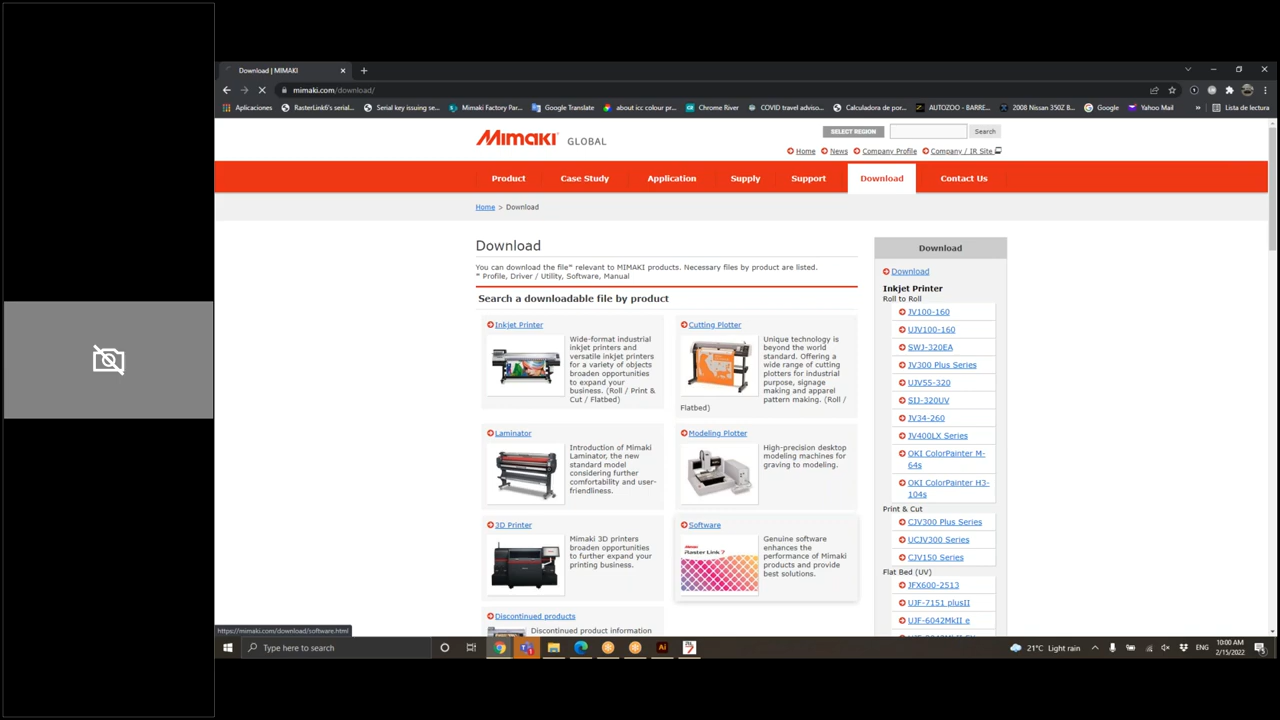 Download | MIMAKI
mimaki.com/download/
Aplicaciones
RasterLink6's serial...
Serial key issuing se...
Mimaki Factory Par...
Google Translate
about icc colour pr...
Chrome River
COVID travel adviso...
Calculadora de por...
AUTOZOO - BARRE...
2008 Nissan 350Z B...
Google
Yahoo Mail
»
Lista de lectura
Mimaki GLOBAL
SELECT REGION
Search
Home
News
Company Profile
Company / IR Site
Product
Case Study
Application
Supply
Support
Download
Contact Us
Home > Download
Download
You can download the file* relevant to MIMAKI products. Necessary files by product are listed.
* Profile, Driver / Utility, Software, Manual
Search a downloadable file by product
Inkjet Printer
Wide-format industrial
inkjet printers and
versatile inkjet printers
for a variety of objects
broaden opportunities
to expand your
business. (Roll / Print &
Cut / Flatbed)
Cutting Plotter
Unique technology is
beyond the world
standard. Offering a
wide range of cutting
plotters for industrial
purpose, signage
making and apparel
pattern making. (Roll /
Flatbed)
Laminator
Introduction of Mimaki
Laminator, the new
standard model
considering further
comfortability and user-
friendliness.
Modeling Plotter
High-precision desktop
modeling machines for
graving to modeling.
3D Printer
Mimaki 3D printers
broaden opportunities
to further expand your
printing business.
Software
Mimaki
Raster Link 7
Genuine software
enhances the
performance of Mimaki
products and provide
best solutions.
Discontinued products
Discontinued product information
Download
Download
Inkjet Printer
Roll to Roll
JV100-160
UJV100-160
SWJ-320EA
JV300 Plus Series
UJV55-320
SIJ-320UV
JV34-260
JV400LX Series
OKI ColorPainter M-
64s
OKI ColorPainter H3-
104s
Print & Cut
CJV300 Plus Series
UCJV300 Series
CJV150 Series
Flat Bed (UV)
JFX600-2513
UJF-7151 plusII
UJF-6042MkII e
https://mimaki.com/download/software.html
Type here to search
21°C Light rain
ENG
10:00 AM
2/15/2022